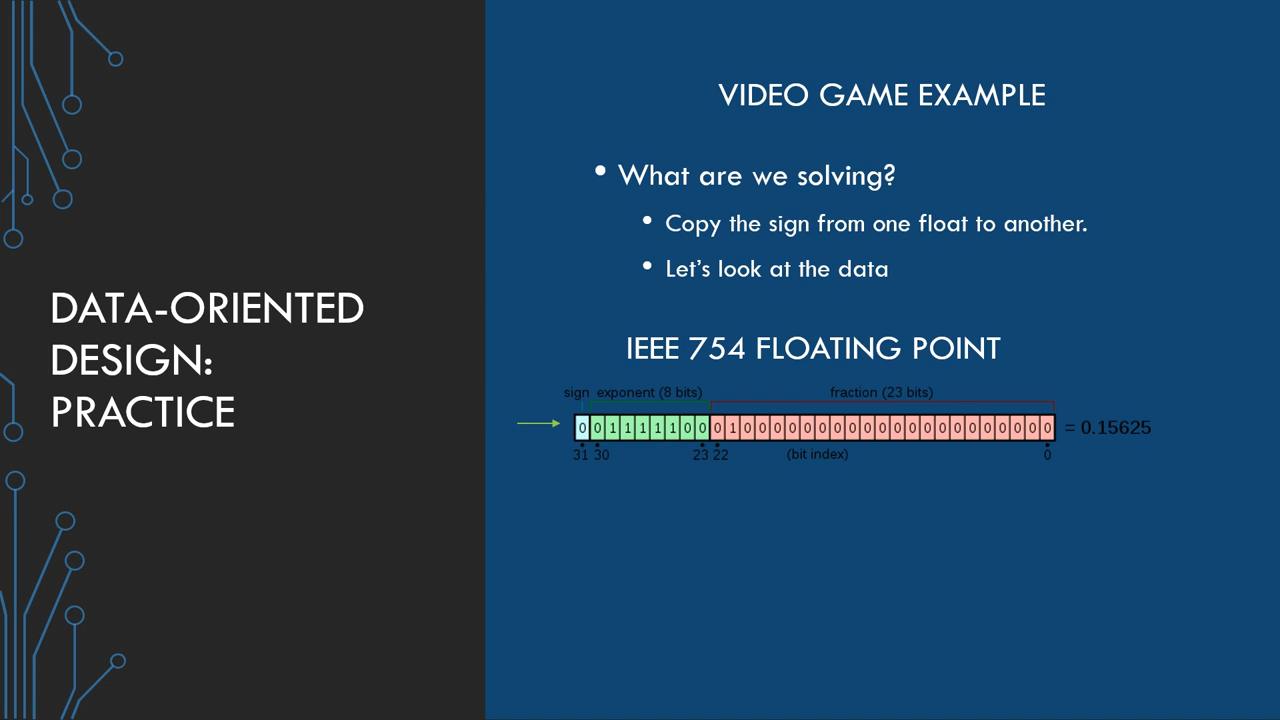 DATA-ORIENTED
DESIGN:
PRACTICE
VIDEO GAME EXAMPLE
• What are we solving?
• Copy the sign from one float to another.
• Let's look at the data
IEEE 754 FLOATING POINT
sign exponent (8 bits) fraction (23 bits)
0 0 1 1 1 1 1 0 0 0 1 0 0 0 0 0 0 0 0 0 0 0 0 0 0 0 0 0 0 0 0 0 = 0.15625
31 30 23 22 (bit index) 0